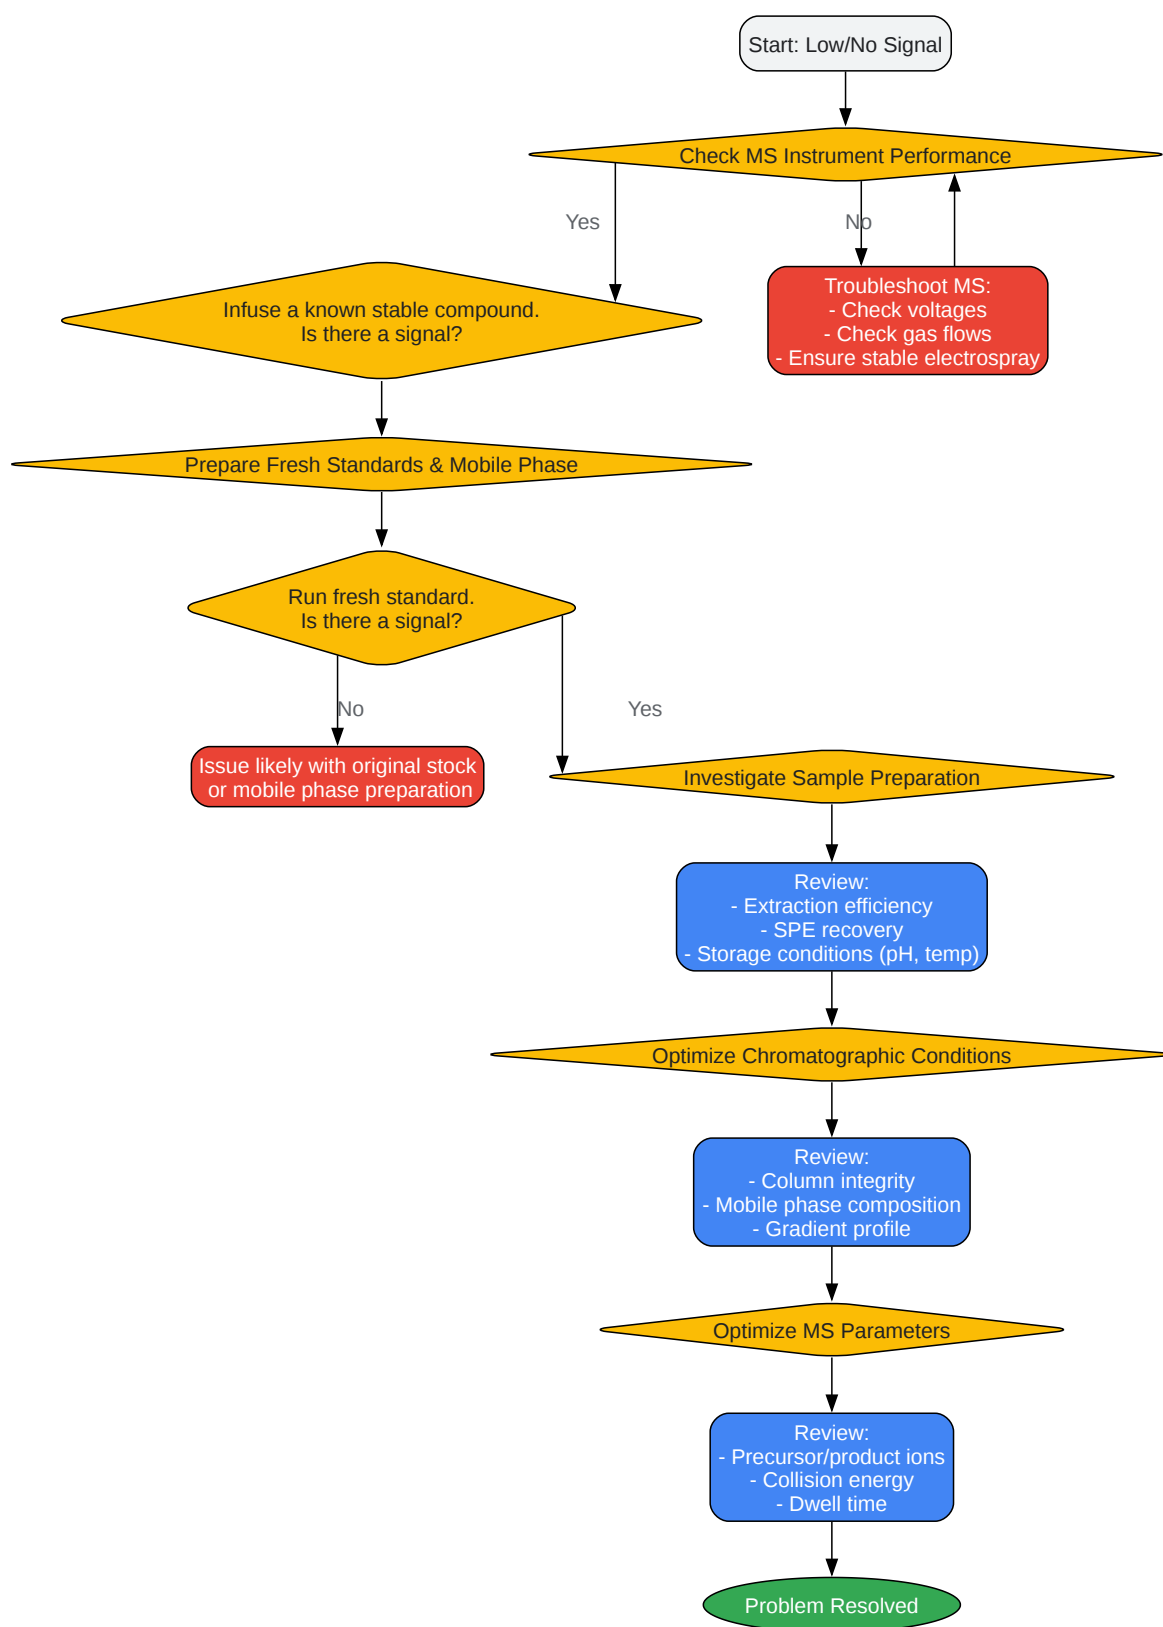 Start: Low/No Signal
Check MS Instrument Performance
Yes
No
Troubleshoot MS:
- Check voltages
- Check gas flows
- Ensure stable electrospray
Infuse a known stable compound.
Is there a signal?
Prepare Fresh Standards & Mobile Phase
Run fresh standard.
Is there a signal?
No
Yes
Issue likely with original stock
or mobile phase preparation
Investigate Sample Preparation
Review:
- Extraction efficiency
- SPE recovery
- Storage conditions (pH, temp)
Optimize Chromatographic Conditions
Review:
- Column integrity
- Mobile phase composition
- Gradient profile
Optimize MS Parameters
Review:
- Precursor/product ions
- Collision energy
- Dwell time
Problem Resolved